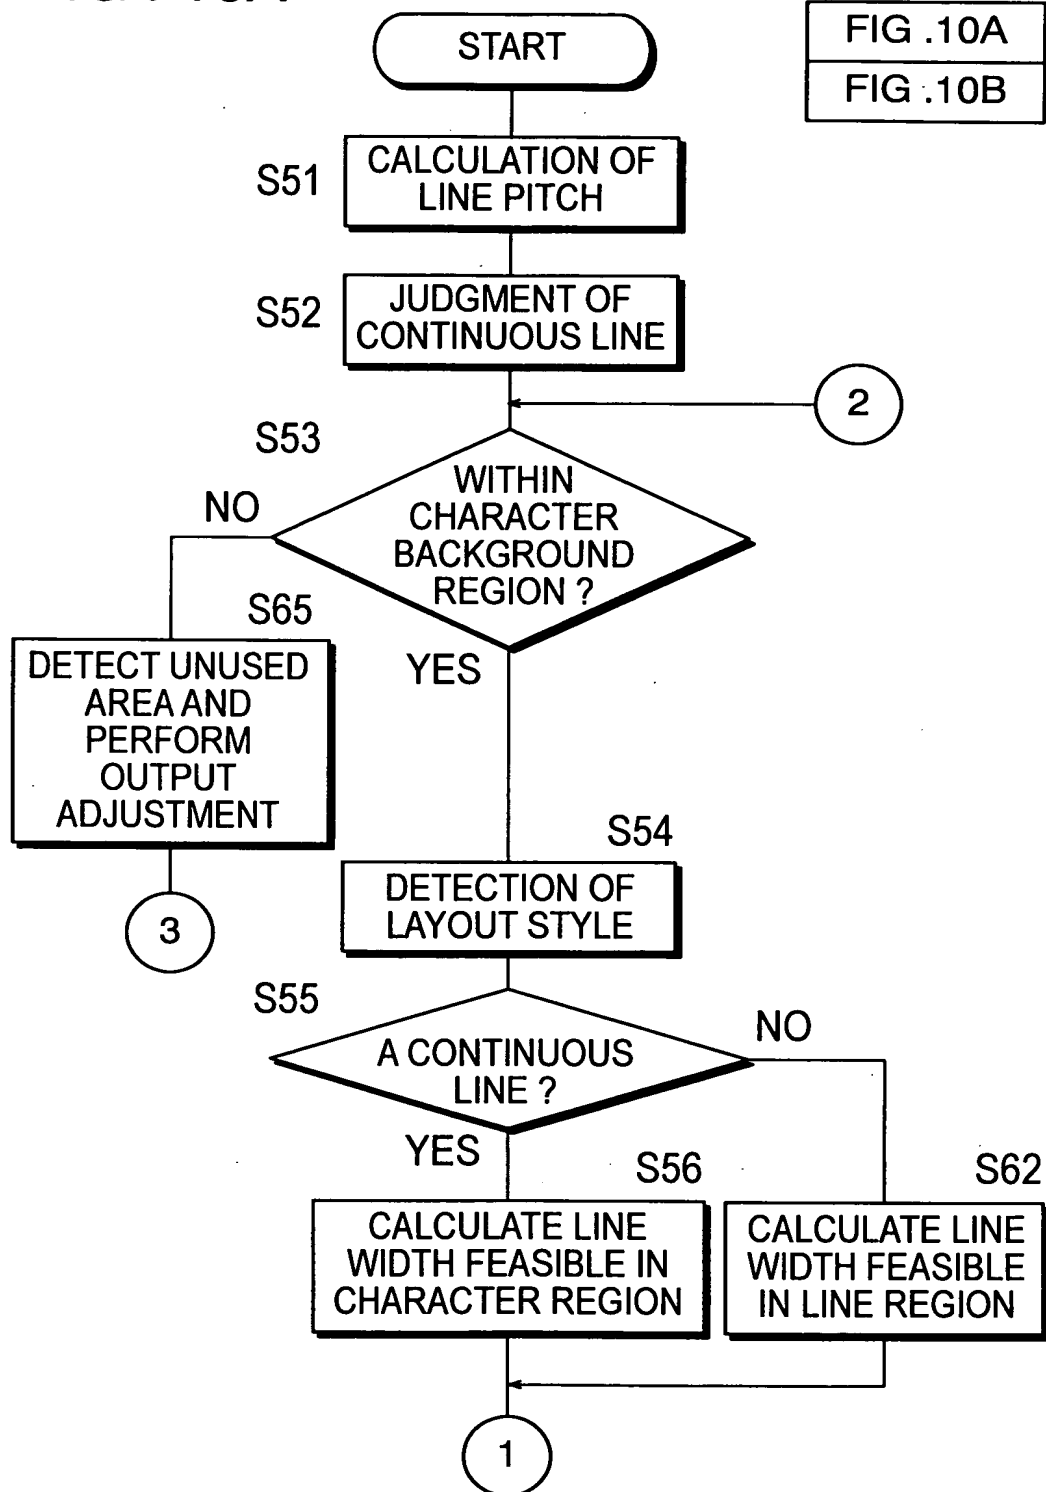 START
FIG .10A
FIG .10B
S51
CALCULATION OF
LINE PITCH
S52
JUDGMENT OF
CONTINUOUS LINE
2
S53
WITHIN
CHARACTER
BACKGROUND
REGION ?
NO
YES
S65
DETECT UNUSED
AREA AND
PERFORM
OUTPUT
ADJUSTMENT
3
S54
DETECTION OF
LAYOUT STYLE
S55
A CONTINUOUS
LINE ?
NO
YES
S56
CALCULATE LINE
WIDTH FEASIBLE IN
CHARACTER REGION
S62
CALCULATE LINE
WIDTH FEASIBLE
IN LINE REGION
1